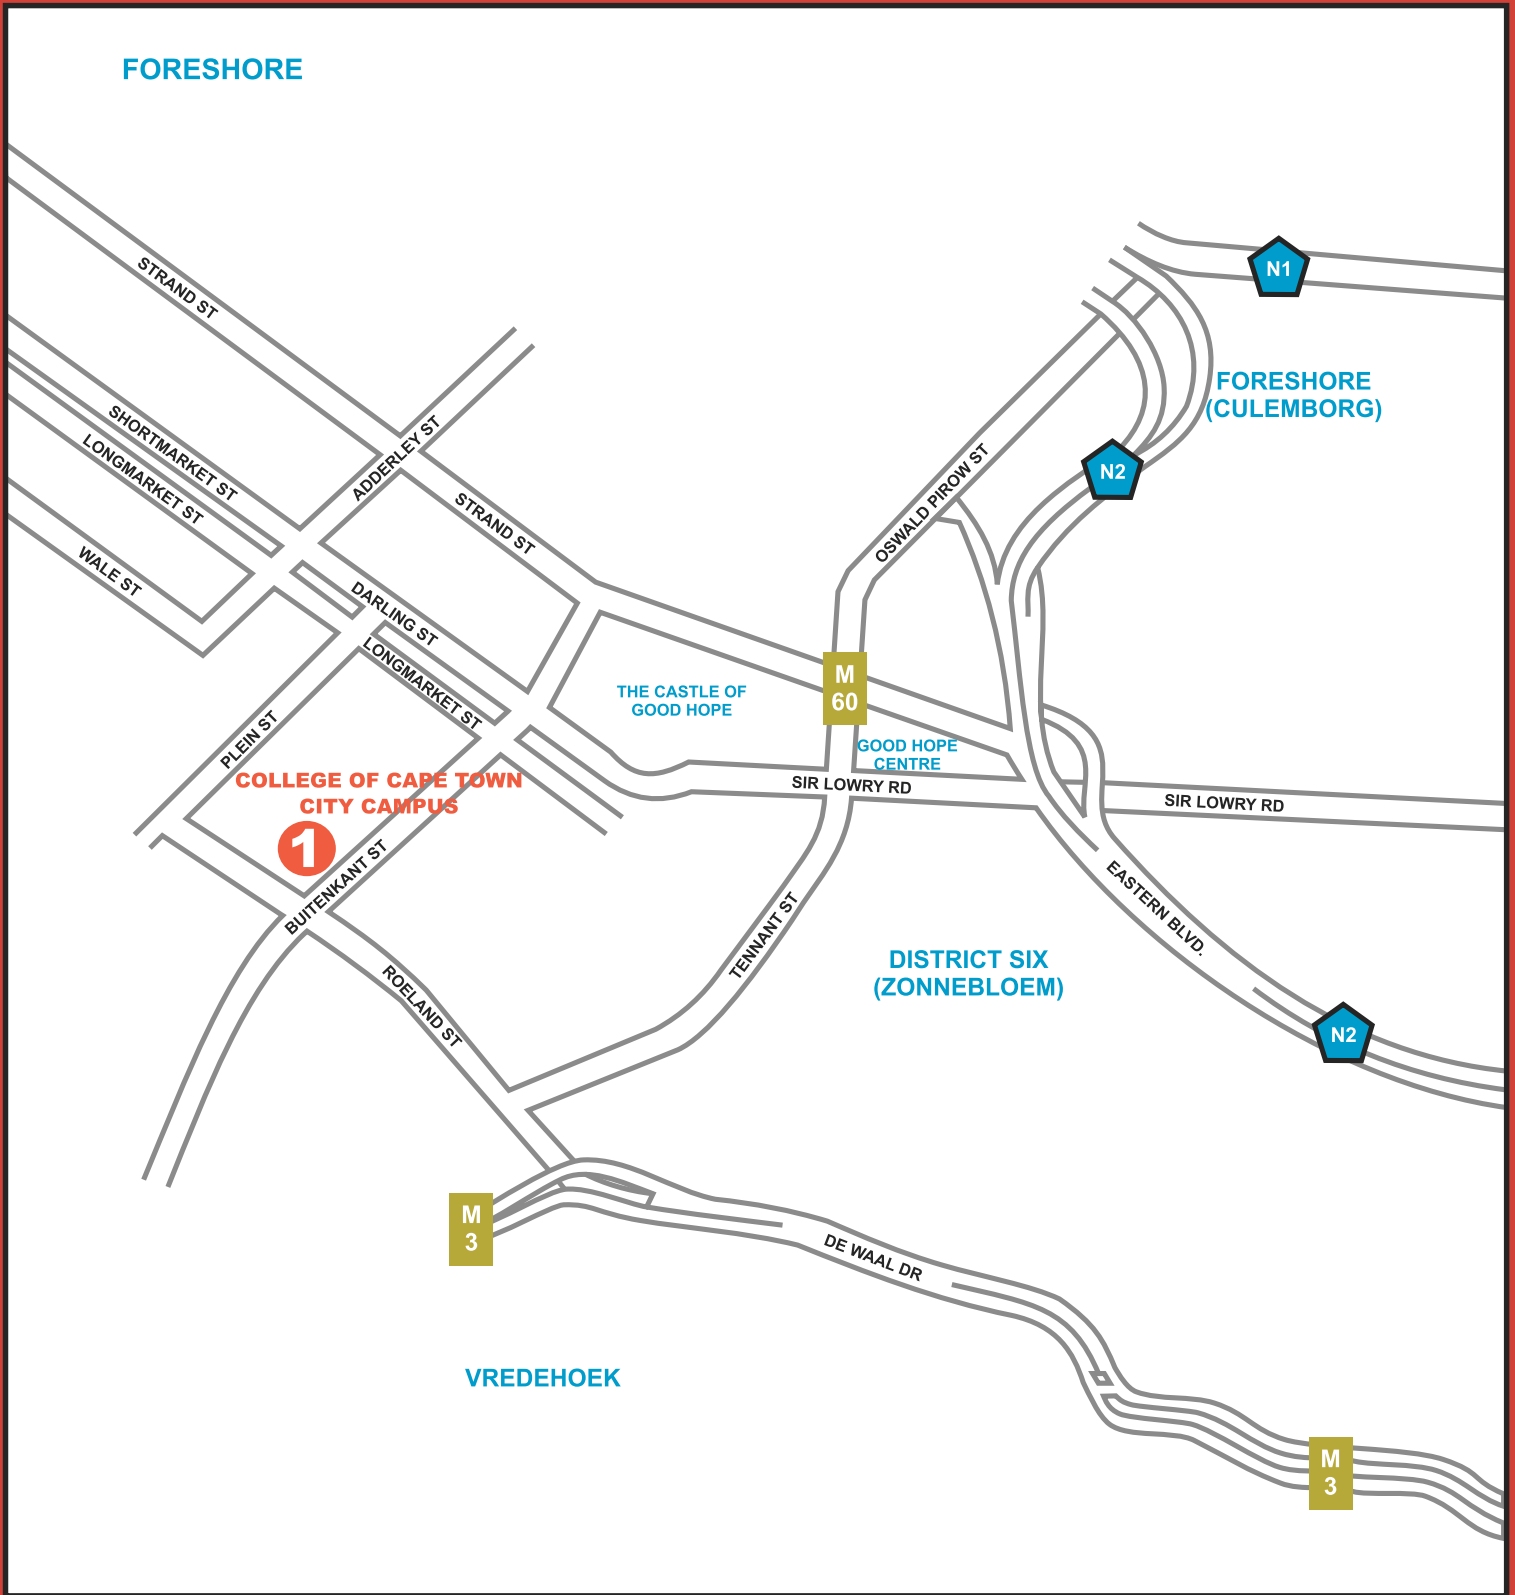 FORESHORE
N1
STRAND ST
FORESHORE
(CULEMBORG)
ADDERLEY ST
SHORTMARKET ST
LONGMARKET ST
N2
OSWALD PIROW ST
STRAND ST
WALE ST
DARLING ST
LONGMARKET ST
THE CASTLE OF
GOOD HOPE
M
60
PLEIN ST
GOOD HOPE
CENTRE
SIR LOWRY RD
SIR LOWRY RD
COLLEGE OF CAPE TOWN
CITY CAMPUS
1
BUITENKANT ST
EASTERN BLVD.
TENNANT ST
DISTRICT SIX
(ZONNEBLOEM)
ROELAND ST
N2
M
3
DE WAAL DR
VREDEHOEK
M
3